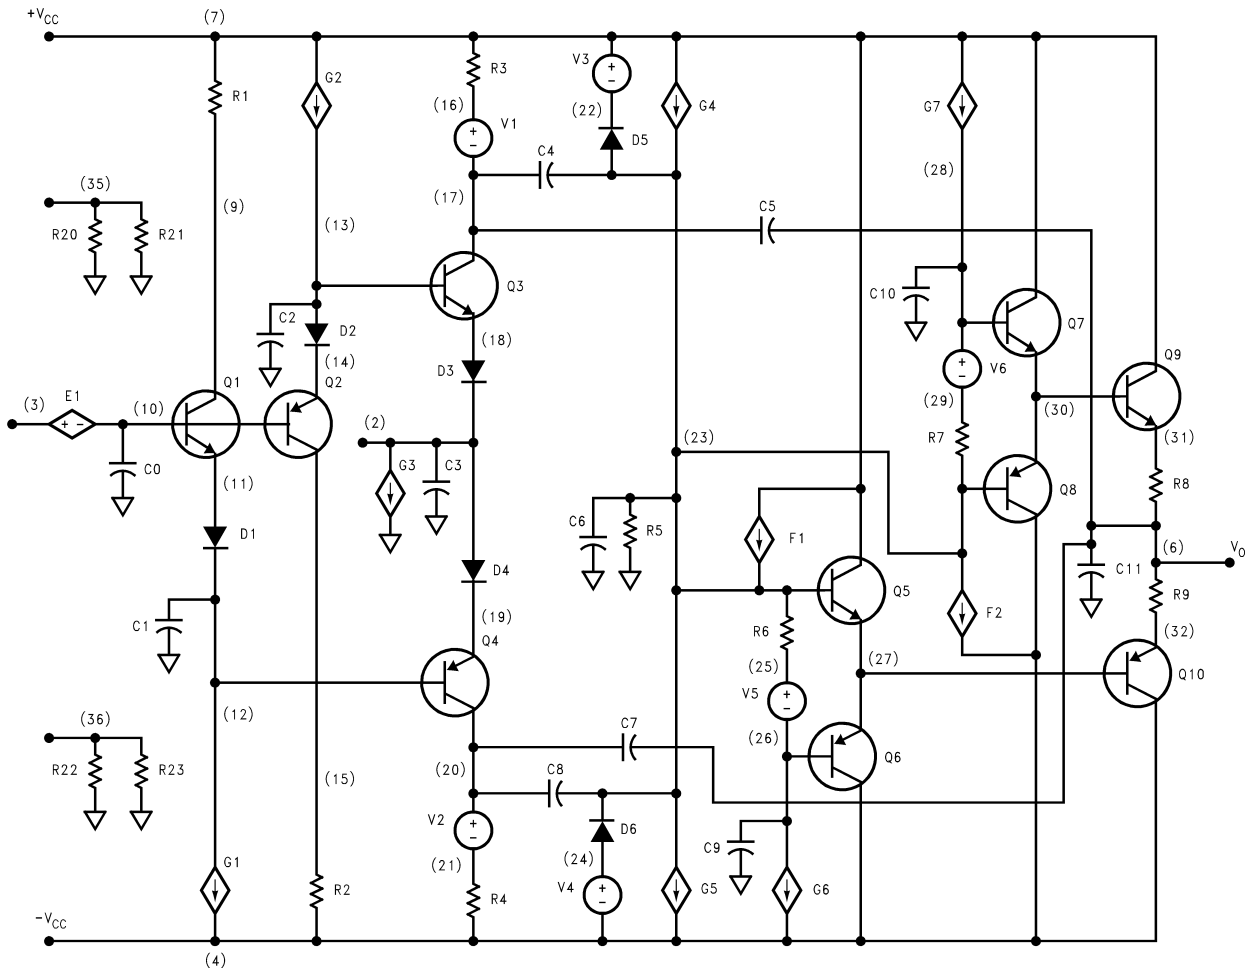 +VCC (7)
G2 R3 V3
R1 (16) G4 G7
V1 (22)
D5
C4
(28)
(35) (17)
(9) C5
R20 R21 (13)
Q3 C10
C2 D2 (18) Q7
(14) D3 V6 Q9
Q1 Q2
E1 (29)
(3) (10) (2) (23) (30)
R7 (31)
C0 G3 C3
(11) Q8 R8
C6 R5
D1 F1
(6) VO
D4 C11
Q5 R9
C1 (19) R6 F2
Q4 (32)
(25) (27)
V5 Q10
(12)
(36) C7
(26)
R22 R23 (20) C8 Q6
(15)
V2 D6
C9
(21) (24)
G1 R2 R4 V4 G5 G6
−VCC
(4)